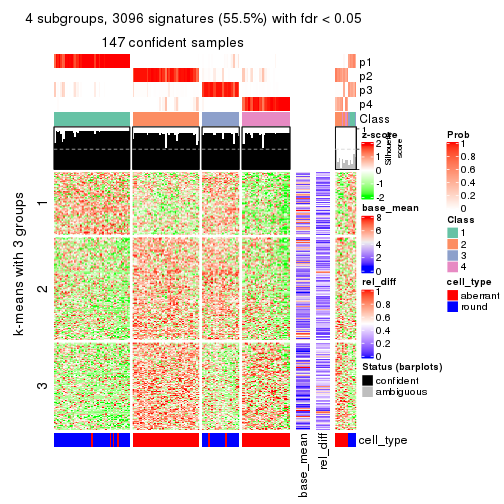 4 subgroups, 3096 signatures (55.5%) with fdr < 0.05
147 confident samples
p1
p2
p3
p4
Class
1
Silhouette
score
k-means with 3 groups
1
2
3
base_mean
rel_diff
cell_type
z-score
2
1
0
-1
-2
base_mean
8
6
4
2
0
rel_diff
1
0.8
0.6
0.4
0.2
0
Status (barplots)
confident
ambiguous
Prob
1
0.8
0.6
0.4
0.2
0
Class
1
2
3
4
cell_type
aberrant
round